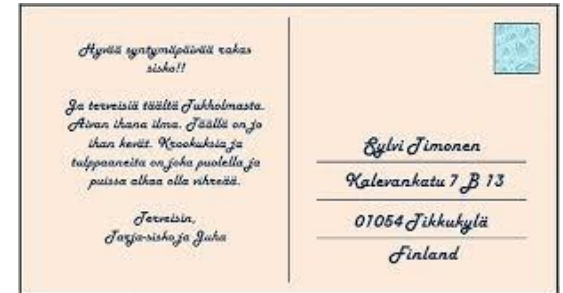 Hyvää syntymäpäivää rakas
sisko!!
Ja terveisiä täältä Tukholmasta.
Aivan ihana ilma. Täällä on jo
ihan kevät. Krookuksia ja
tulppaaneita on joka puolella ja
puissa alkaa olla vihreää.
Terveisin,
Tarja-sisko ja Juha
Sylvi Timonen
Kalevankatu 7 B 13
01054 Tikkukylä
Finland